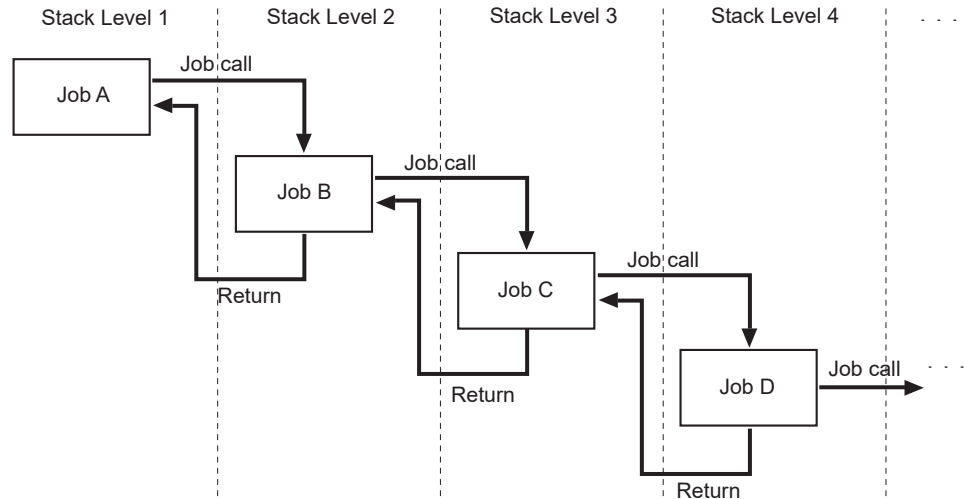 Stack Level 1
Stack Level 2
Stack Level 3
Stack Level 4
. . .
Job call
Job A
Job call
Job B
Job call
Job C
Return
Job call
. . .
Job D
Return
Return